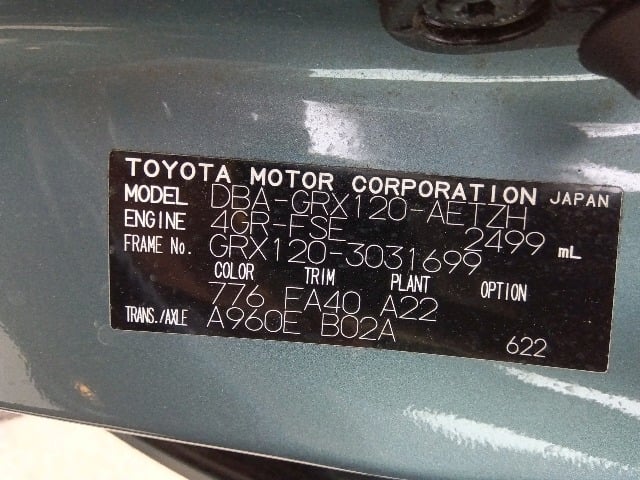 TOYOTA MOTOR CORPORATION JAPAN
MODEL DBA-GRX120-AETZH
ENGINE 4GR-FSE 2499 mL
FRAME No. GRX120-3031699
COLOR TRIM PLANT OPTION
776 FA40 A22
TRANS./AXLE A960E B02A
622